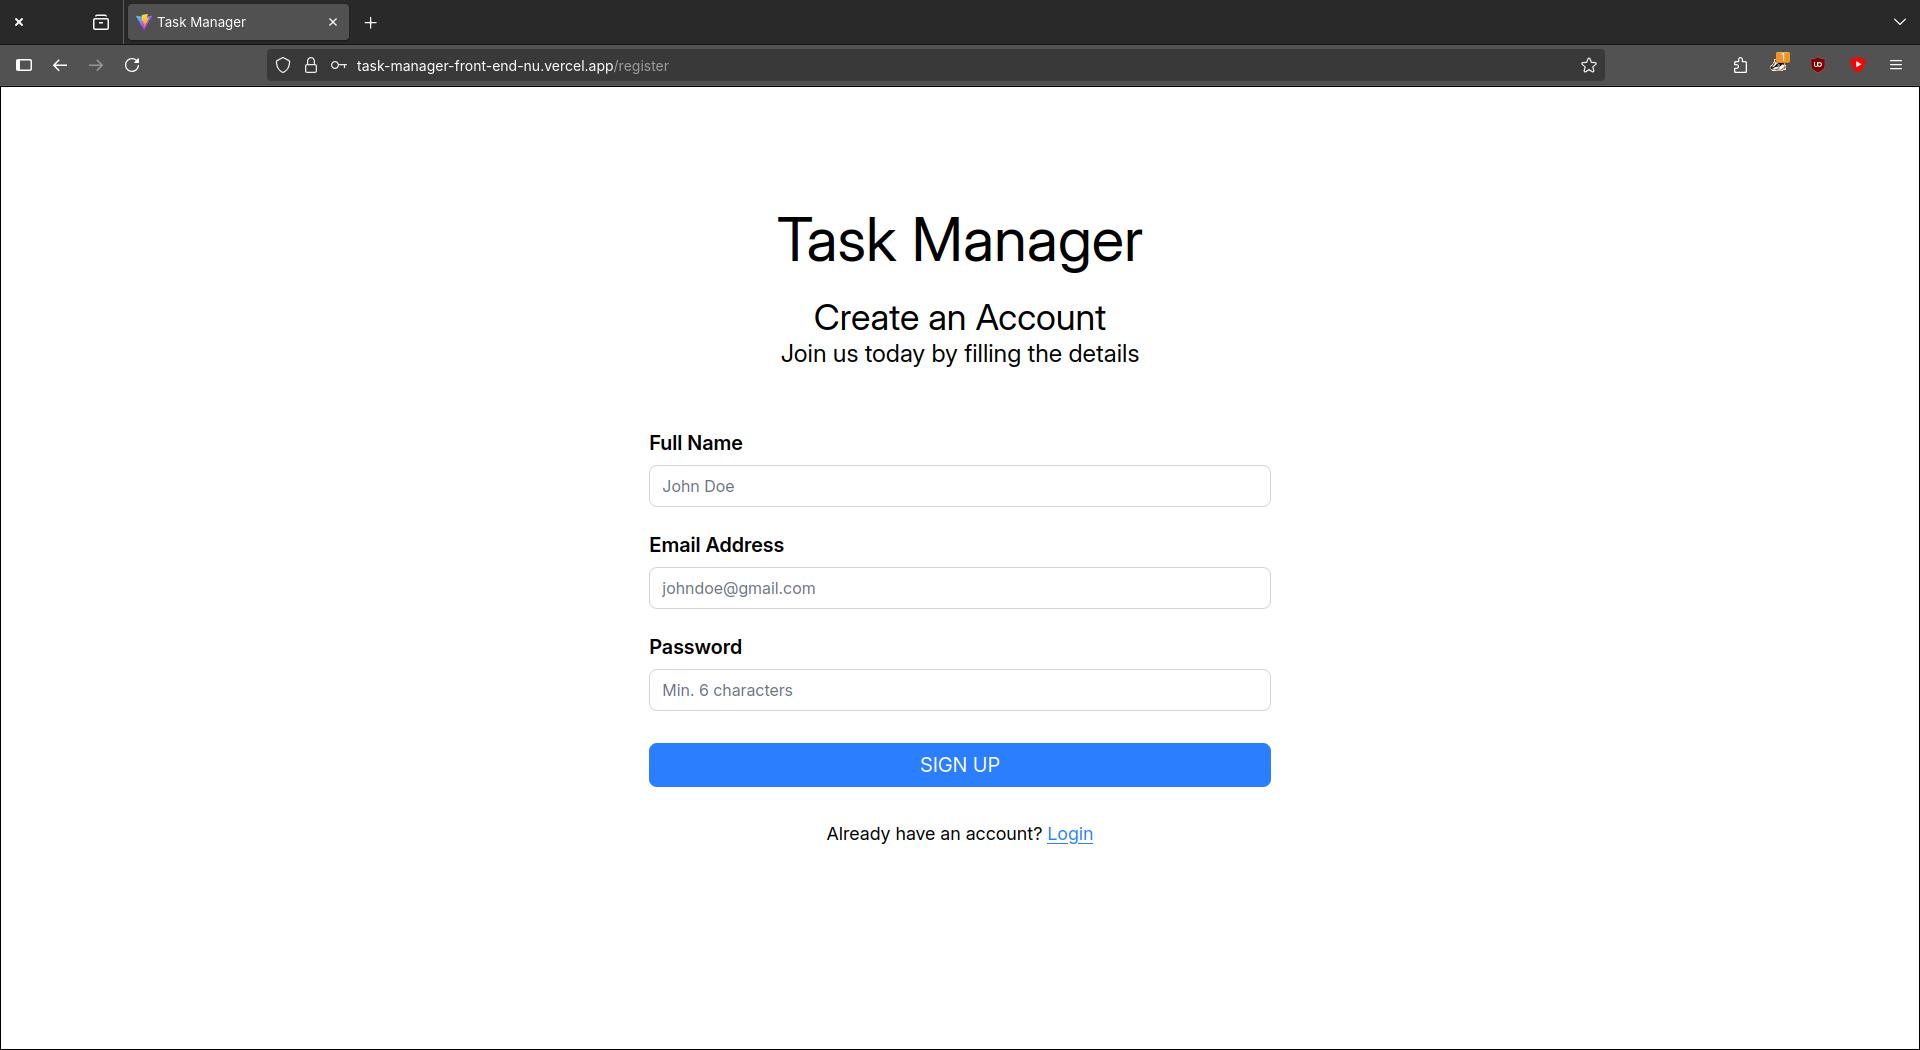 Task Manager
task-manager-front-end-nu.vercel.app/register
1
Task Manager
Create an Account
Join us today by filling the details
Full Name
John Doe
Email Address
johndoe@gmail.com
Password
Min. 6 characters
SIGN UP
Already have an account? Login